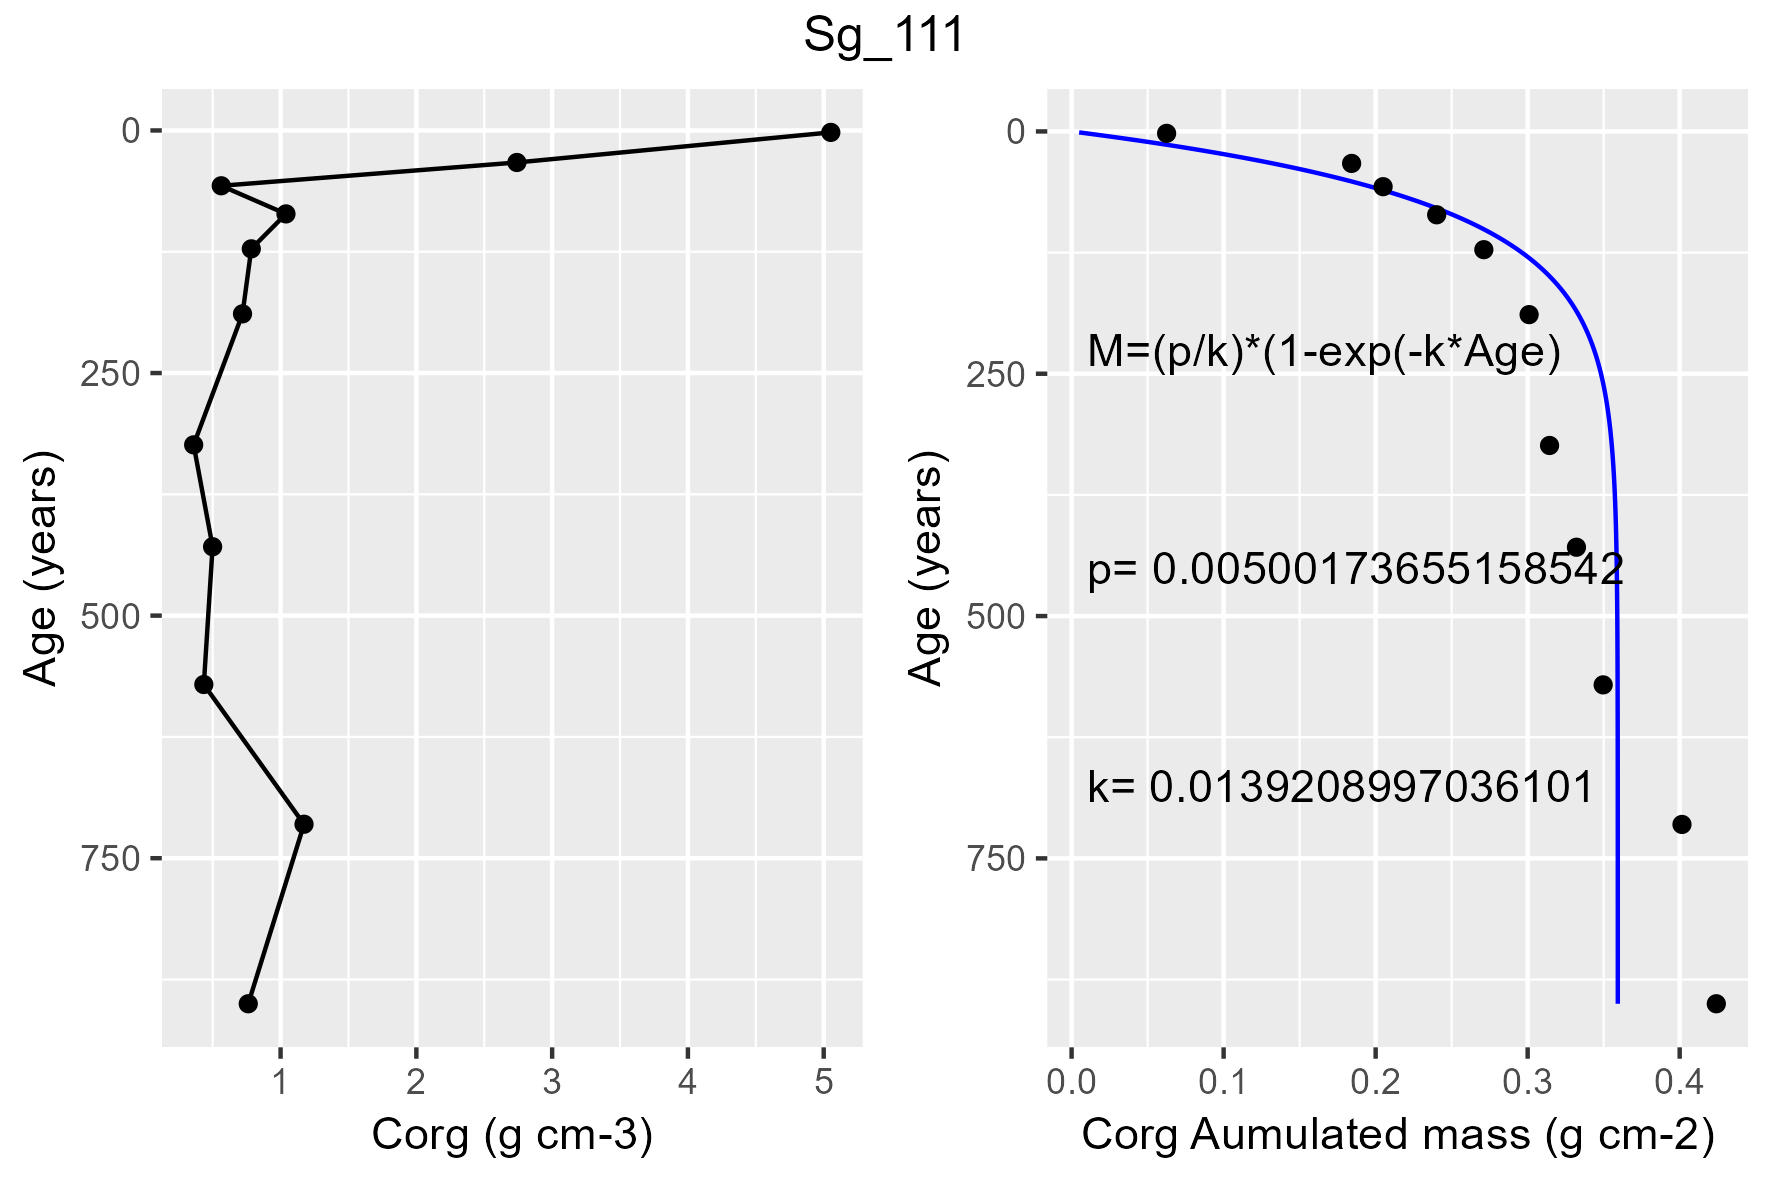 Sg_111
0
250
500
750
Age (years)
1 2 3 4 5
Corg (g cm-3)
0
250
500
750
Age (years)
M=(p/k)*(1-exp(-k*Age)
p= 0.00500173655158542
k= 0.0139208997036101
0.0 0.1 0.2 0.3 0.4
Corg Aumulated mass (g cm-2)